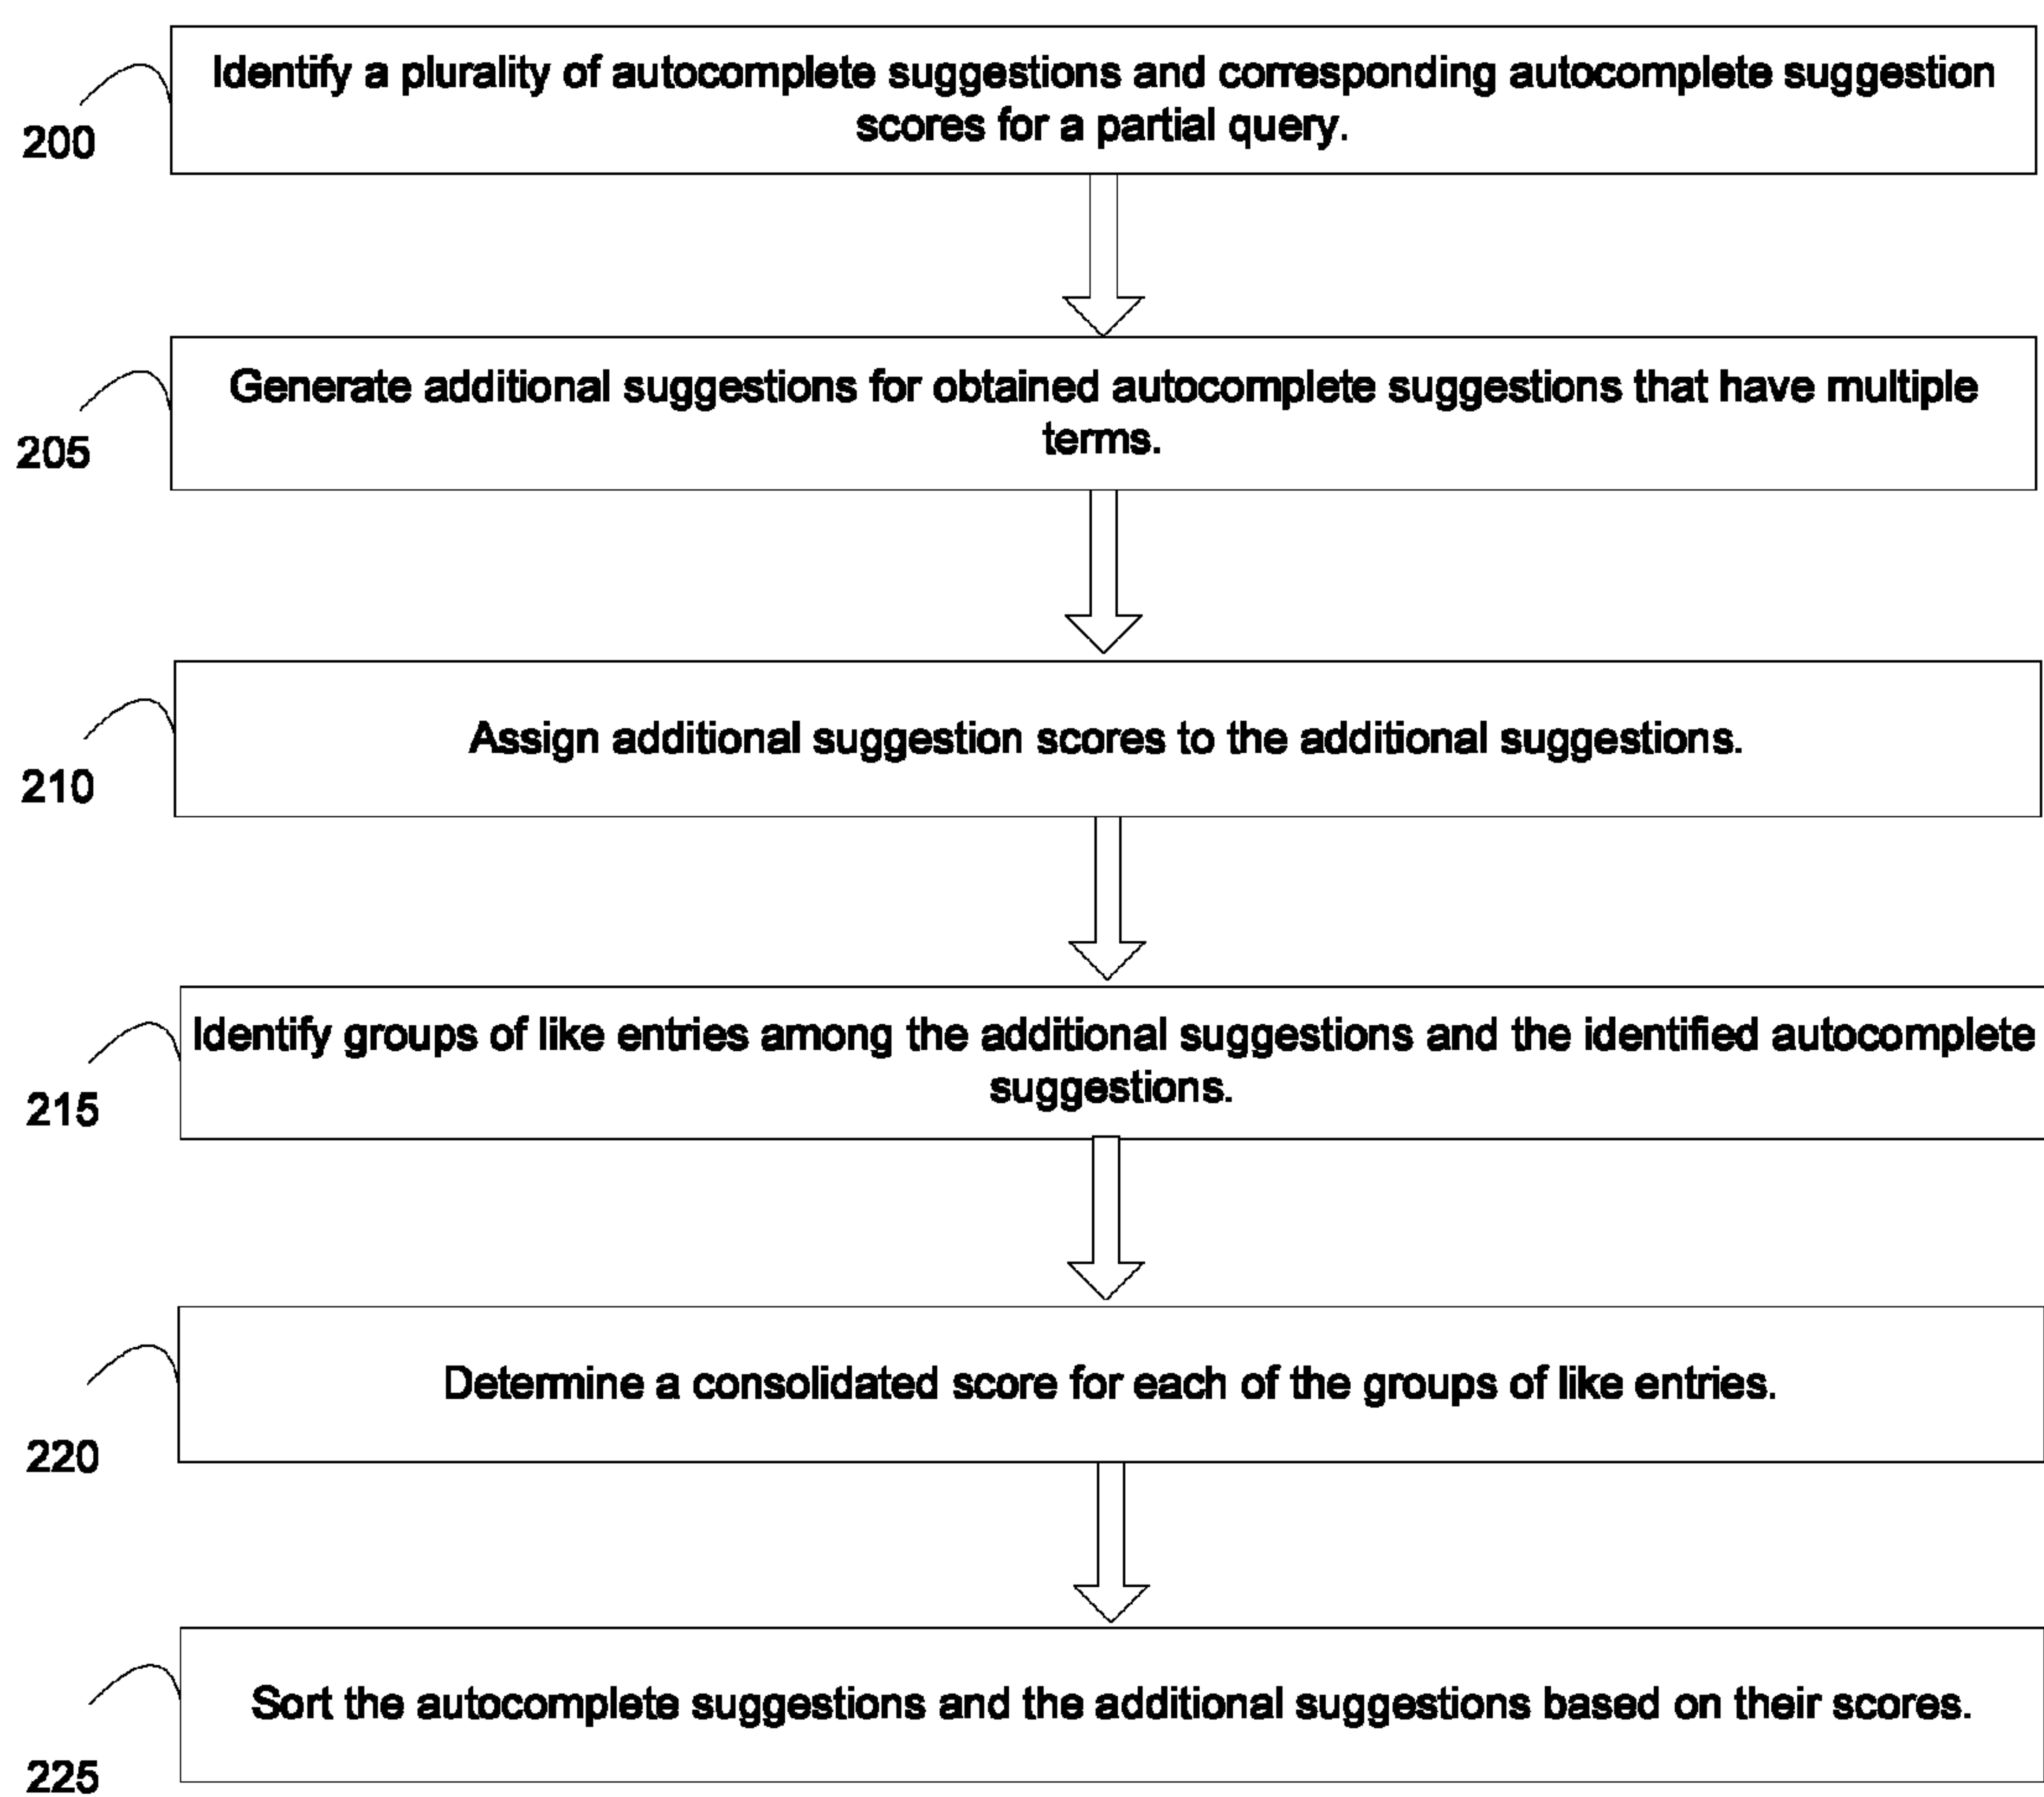 Identify a plurality of autocomplete suggestions and corresponding autocomplete suggestion
scores for a partial query.
200
Generate additional suggestions for obtained autocomplete suggestions that have multiple
terms.
205
Assign additional suggestion scores to the additional suggestions.
210
Identify groups of like entries among the additional suggestions and the identified autocomplete
suggestions.
215
Determine a consolidated score for each of the groups of like entries.
220
Sort the autocomplete suggestions and the additional suggestions based on their scores.
225